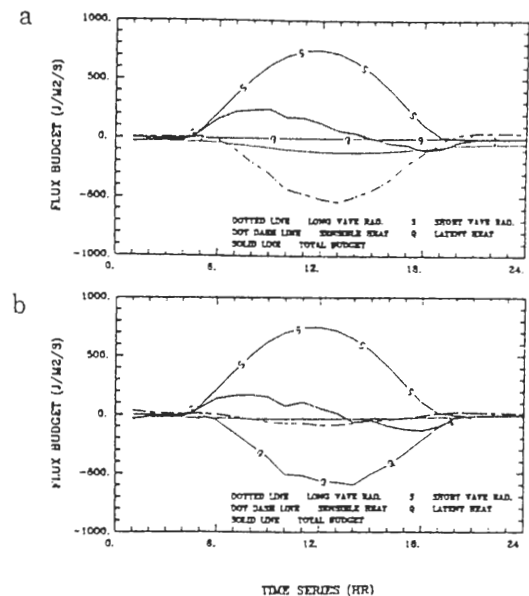 a
1000.
500.
0.
-500.
-1000.
FLUX BUDGET (J/M2/S)
S S S S
9 9 9
DOTTED LINE LONG WAVE RAD. S SHORT WAVE RAD.
DOT DASH LINE SENSIBLE HEAT Q LATENT HEAT
SOLID LINE TOTAL BUDGET
0. 6. 12. 18. 24.
b
1000.
500.
0.
-500.
-1000.
FLUX BUDGET (J/M2/S)
S S S S
DOTTED LINE LONG WAVE RAD. S SHORT WAVE RAD.
DOT DASH LINE SENSIBLE HEAT Q LATENT HEAT
SOLID LINE TOTAL BUDGET
0. 6. 12. 18. 24.
TIME SERIES (HR)